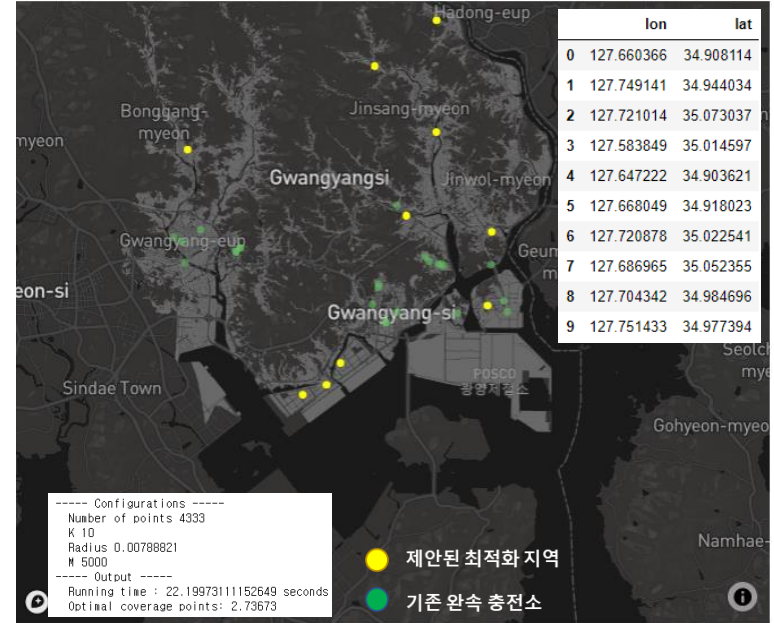 Hadong-eup
Bonggang-
myeon
Jinsang-myeon
myeon
Gwangyangsi
Jinwol-myeon
Gwangyang-eup
Geum
m
eon-si
Gwangyang-si
Sindae Town
POSCO
광양제철소
Seolch
mye
Gohyeon-myeo
Namhae-
lon lat
0 127.660366 34.908114
1 127.749141 34.944034
2 127.721014 35.073037
3 127.583849 35.014597
4 127.647222 34.903621
5 127.668049 34.918023
6 127.720878 35.022541
7 127.686965 35.052355
8 127.704342 34.984696
9 127.751433 34.977394
----- Configurations -----
Number of points 4333
K 10
Radius 0.00788821
M 5000
----- Output -----
Running time : 22.19973111152649 seconds
Optimal coverage points: 2.73673
제안된 최적화 지역
기존 완속 충전소